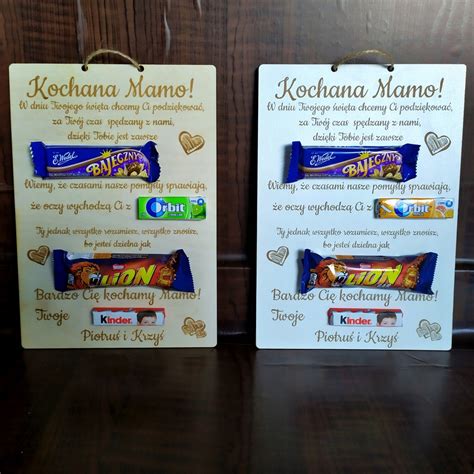 Kochana Mamo!
W dniu Twojego święta chcemy Ci podziękować,
za Twój czas spędzany z nami,
dzięki Tobie jest zawsze
E. Wedel BAJECZNY
Wiemy, że czasami nasze pomysły sprawiają,
że oczy wychodzą Ci z
Orbit
Ty jednak wszystko rozumiesz, wszystko znosisz,
bo jesteś dzielna jak
LION
Bardzo Cię kochamy Mamo!
Twoje Kinder
Piotruś i Krzyś
Kochana Mamo!
W dniu Twojego święta chcemy Ci podziękować,
za Twój czas spędzany z nami,
dzięki Tobie jest zawsze
E. Wedel BAJECZNY
Wiemy, że czasami nasze pomysły sprawiają,
że oczy wychodzą Ci z
Orbit
Ty jednak wszystko rozumiesz, wszystko znosisz,
bo jesteś dzielna jak
LION
Bardzo Cię kochamy Mamo!
Twoje Kinder
Piotruś i Krzyś